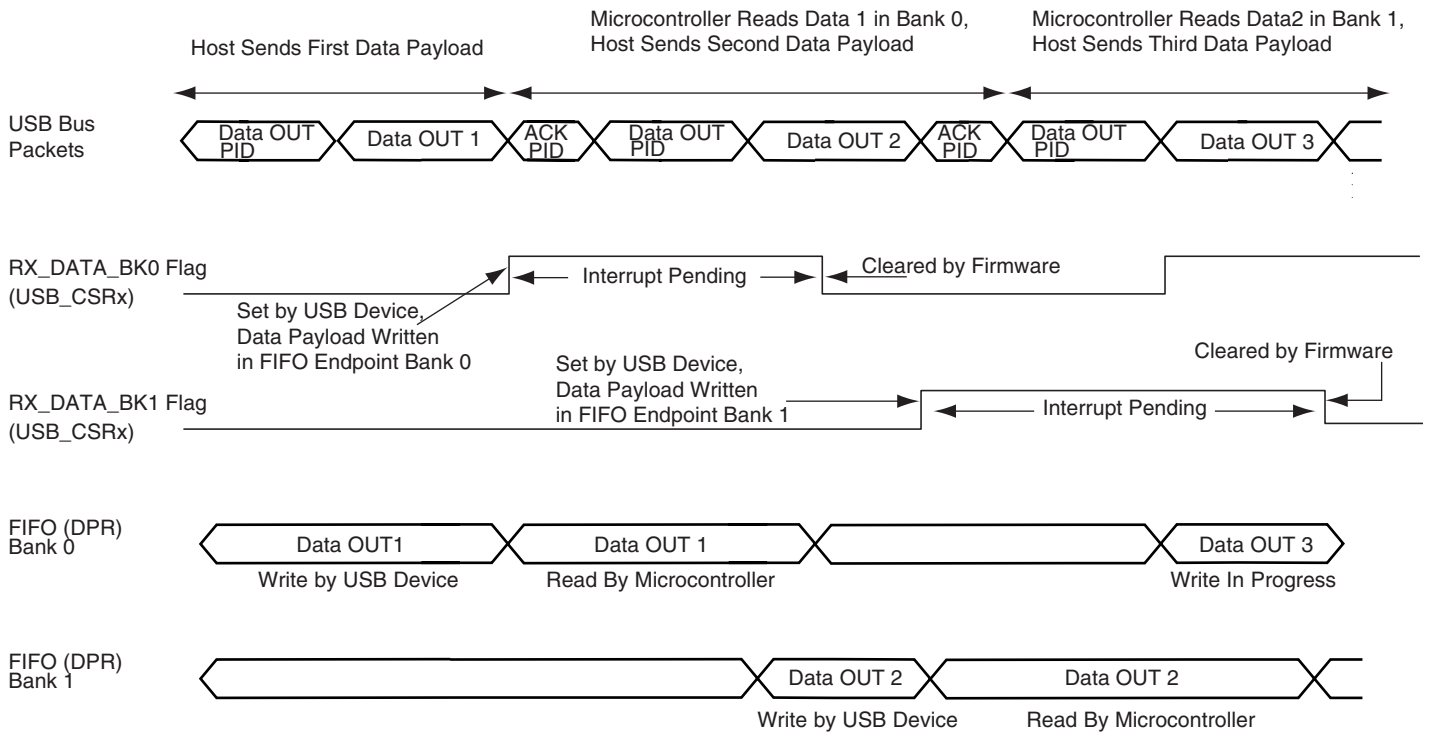 Host Sends First Data Payload
Microcontroller Reads Data 1 in Bank 0,
Host Sends Second Data Payload
Microcontroller Reads Data2 in Bank 1,
Host Sends Third Data Payload
USB Bus
Packets
Data OUT
PID
Data OUT 1
ACK
PID
Data OUT
PID
Data OUT 2
ACK
PID
Data OUT
PID
Data OUT 3
RX_DATA_BK0 Flag
(USB_CSRx)
Interrupt Pending
Cleared by Firmware
Set by USB Device,
Data Payload Written
in FIFO Endpoint Bank 0
RX_DATA_BK1 Flag
(USB_CSRx)
Set by USB Device,
Data Payload Written
in FIFO Endpoint Bank 1
Interrupt Pending
Cleared by Firmware
FIFO (DPR)
Bank 0
Data OUT1
Data OUT 1
Data OUT 3
Write by USB Device
Read By Microcontroller
Write In Progress
FIFO (DPR)
Bank 1
Data OUT 2
Data OUT 2
Write by USB Device
Read By Microcontroller